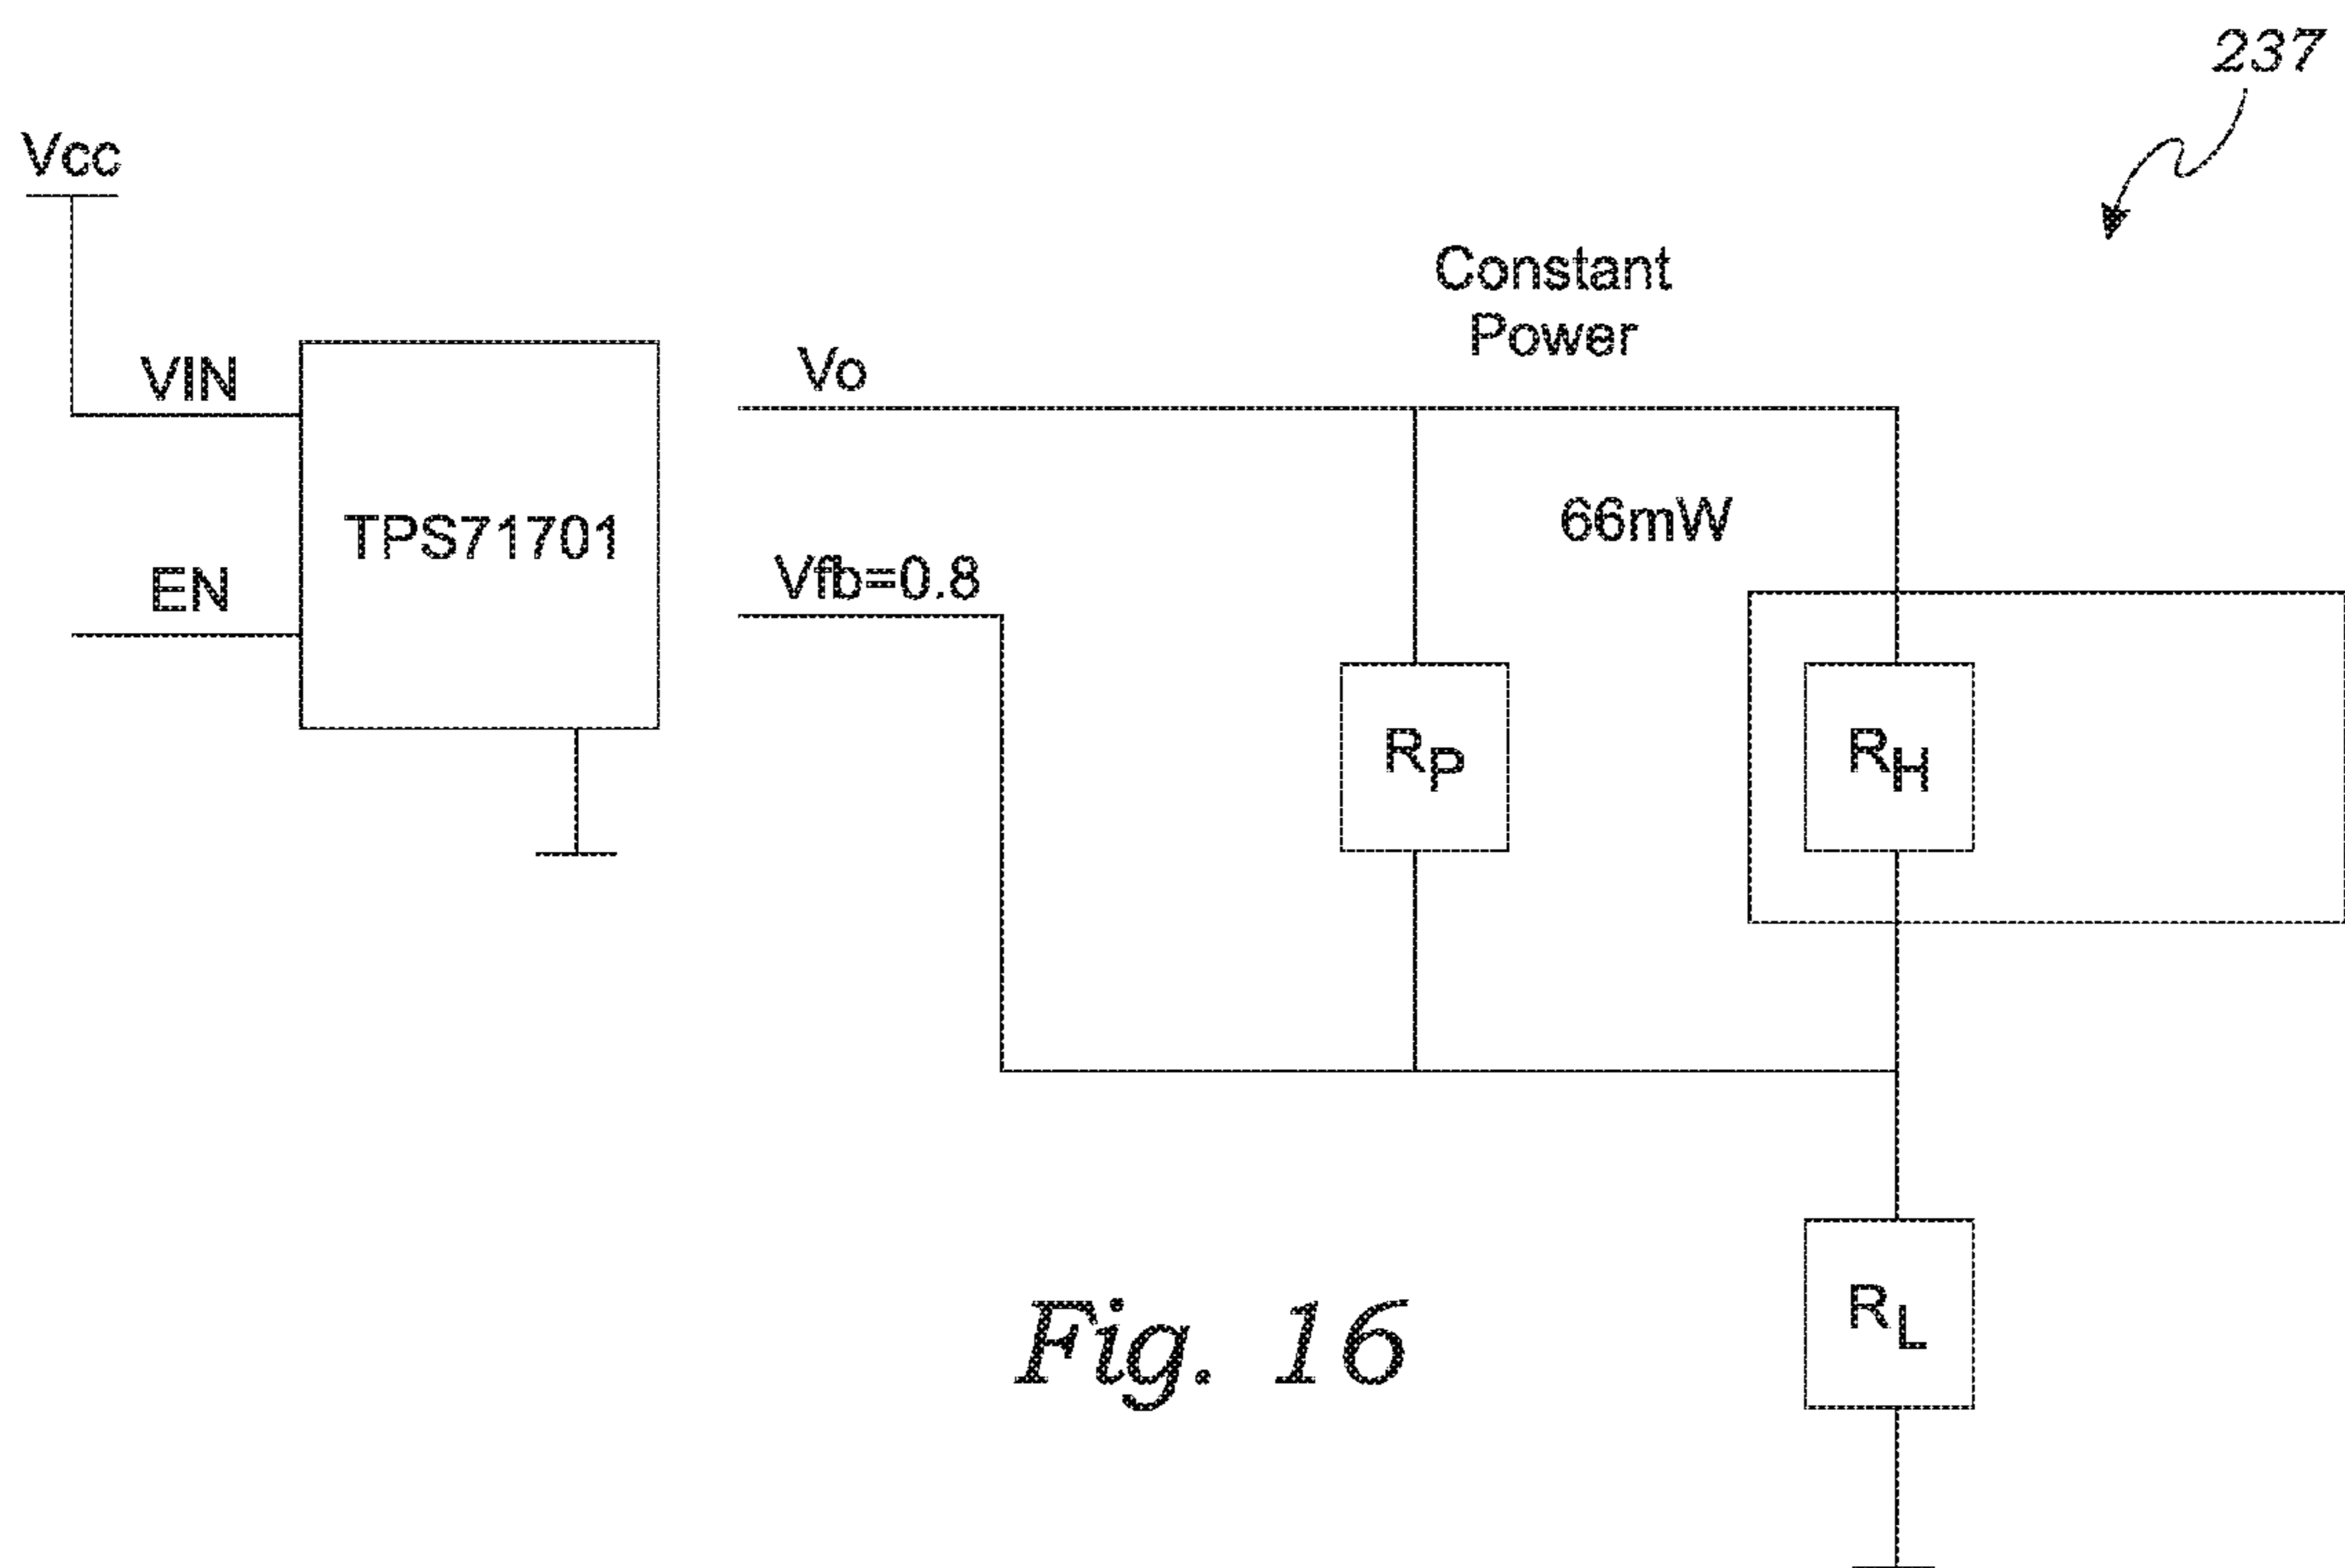 237
Vcc
Constant
Power
VIN
Vo
TPS71701
66mW
EN
Vfb=0.8
RP
RH
RL
Fig. 16